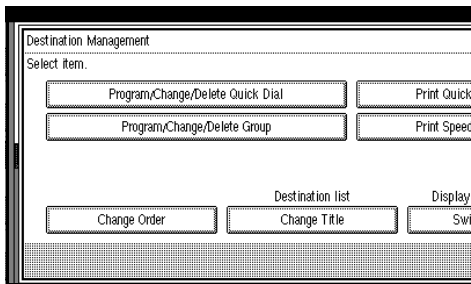 Destination Management
Select item.
Program/Change/Delete Quick Dial Print Quick
Program/Change/Delete Group Print Speed
Destination list Display
Change Order Change Title Swi